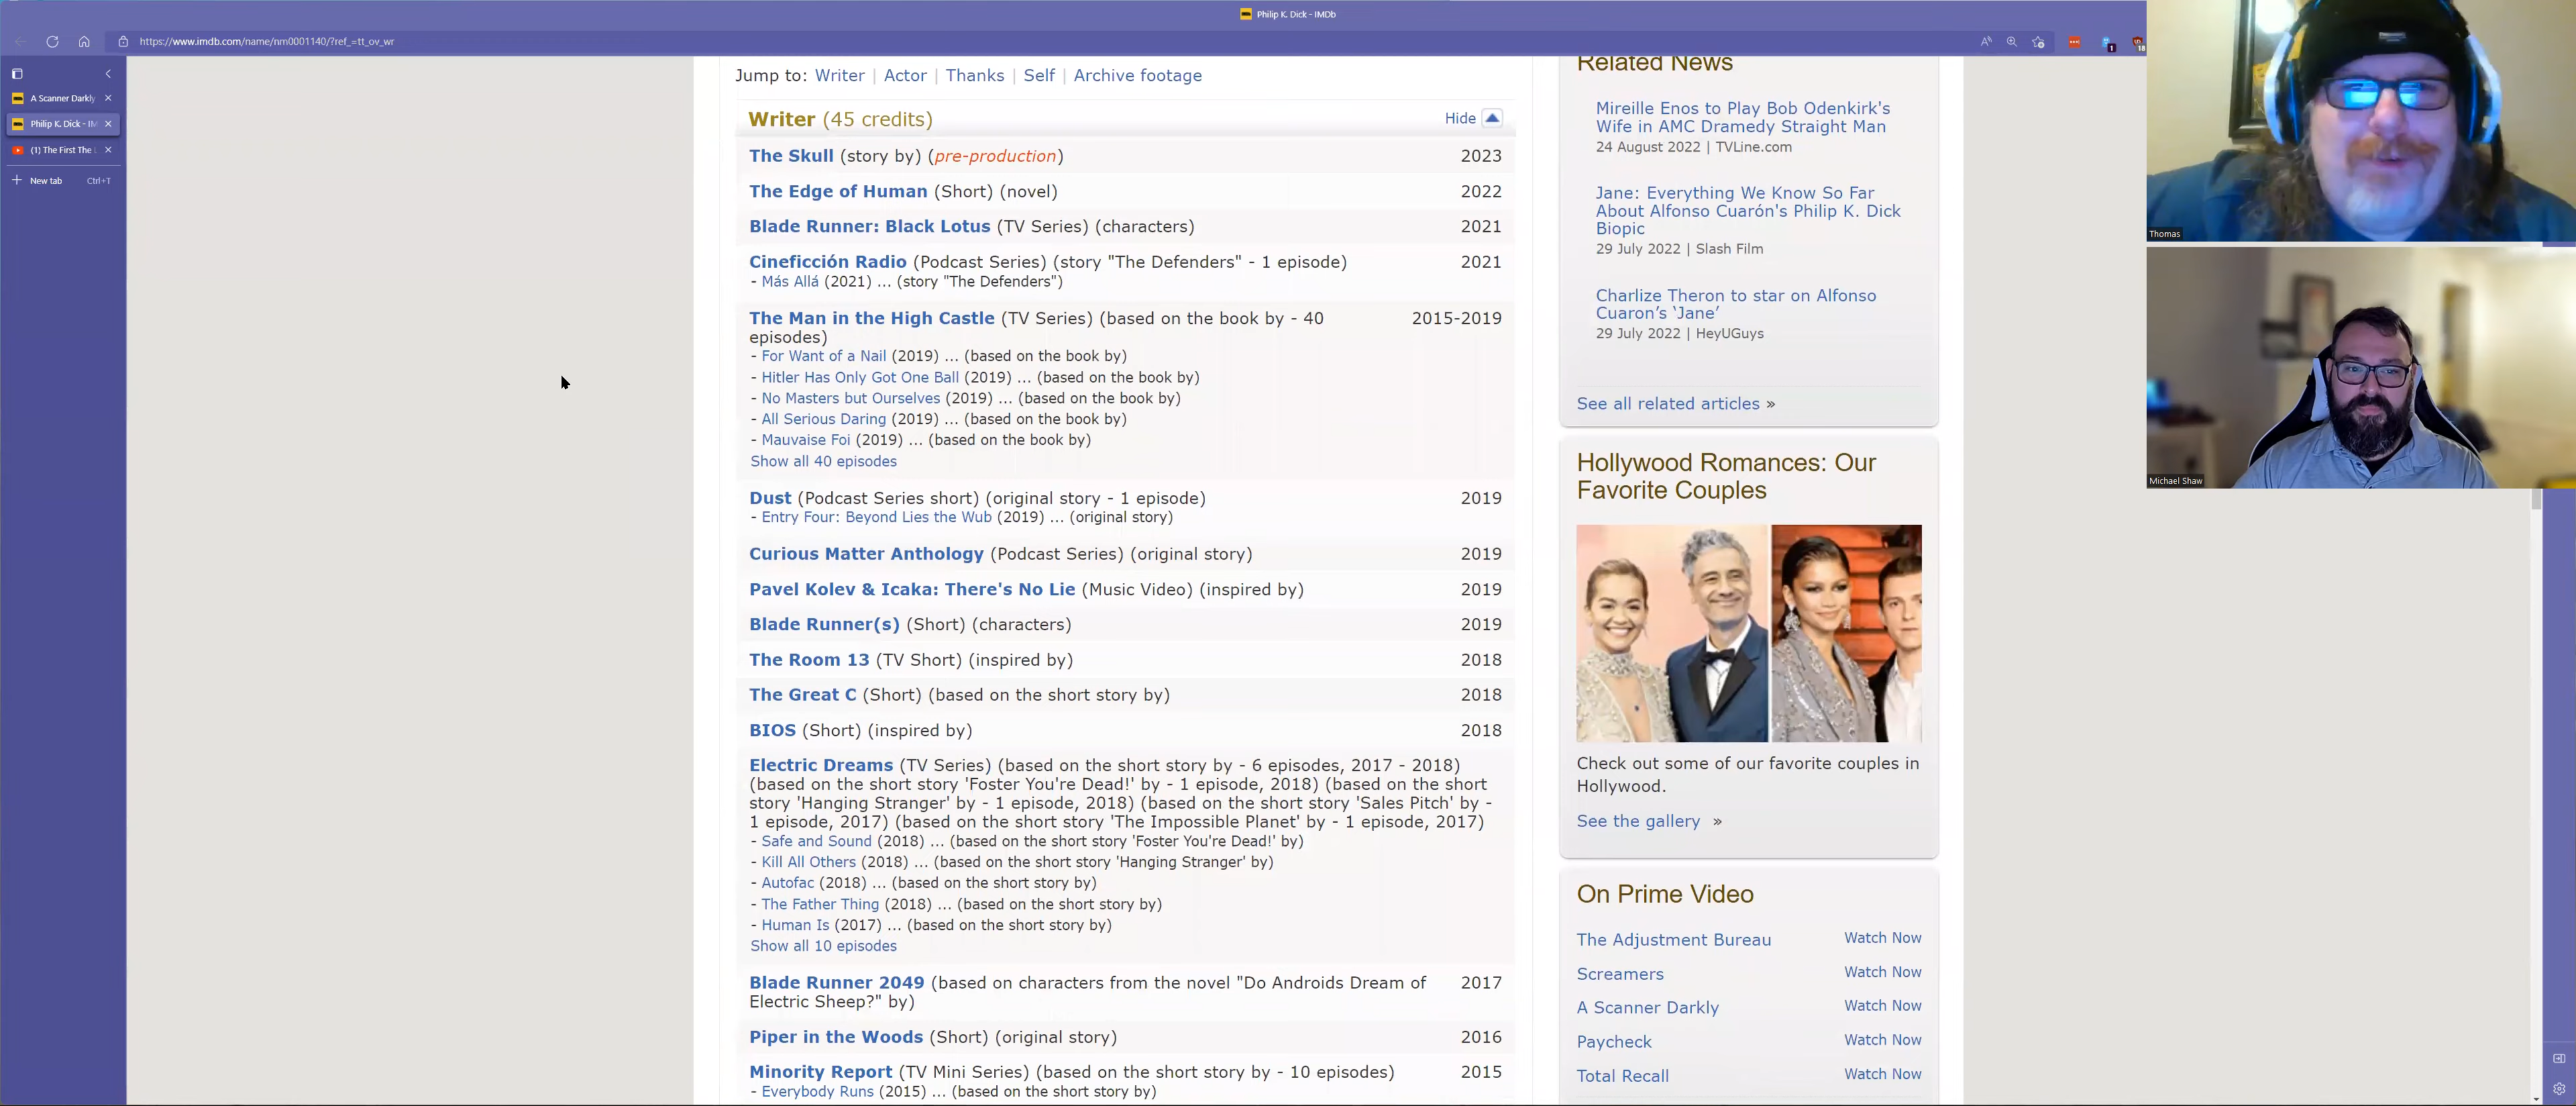 Philip K. Dick - IMDb
https://www.imdb.com/name/nm0001140/?ref_=tt_ov_wr
A Scanner Darkly
Philip K. Dick - IM
(1) The First The
New tab Ctrl+T
Jump to: Writer | Actor | Thanks | Self | Archive footage
Writer (45 credits) Hide
The Skull (story by) (pre-production) 2023
The Edge of Human (Short) (novel) 2022
Blade Runner: Black Lotus (TV Series) (characters) 2021
Cineficción Radio (Podcast Series) (story "The Defenders" - 1 episode) 2021
- Más Allá (2021) ... (story "The Defenders")
The Man in the High Castle (TV Series) (based on the book by - 40 2015-2019
episodes)
- For Want of a Nail (2019) ... (based on the book by)
- Hitler Has Only Got One Ball (2019) ... (based on the book by)
- No Masters but Ourselves (2019) ... (based on the book by)
- All Serious Daring (2019) ... (based on the book by)
- Mauvaise Foi (2019) ... (based on the book by)
Show all 40 episodes
Dust (Podcast Series short) (original story - 1 episode) 2019
- Entry Four: Beyond Lies the Wub (2019) ... (original story)
Curious Matter Anthology (Podcast Series) (original story) 2019
Pavel Kolev & Icaka: There's No Lie (Music Video) (inspired by) 2019
Blade Runner(s) (Short) (characters) 2019
The Room 13 (TV Short) (inspired by) 2018
The Great C (Short) (based on the short story by) 2018
BIOS (Short) (inspired by) 2018
Electric Dreams (TV Series) (based on the short story by - 6 episodes, 2017 - 2018)
(based on the short story 'Foster You're Dead!' by - 1 episode, 2018) (based on the short
story 'Hanging Stranger' by - 1 episode, 2018) (based on the short story 'Sales Pitch' by -
1 episode, 2017) (based on the short story 'The Impossible Planet' by - 1 episode, 2017)
- Safe and Sound (2018) ... (based on the short story 'Foster You're Dead!' by)
- Kill All Others (2018) ... (based on the short story 'Hanging Stranger' by)
- Autofac (2018) ... (based on the short story by)
- The Father Thing (2018) ... (based on the short story by)
- Human Is (2017) ... (based on the short story by)
Show all 10 episodes
Blade Runner 2049 (based on characters from the novel "Do Androids Dream of 2017
Electric Sheep?" by)
Piper in the Woods (Short) (original story) 2016
Minority Report (TV Mini Series) (based on the short story by - 10 episodes) 2015
- Everybody Runs (2015) ... (based on the short story by)
Related News
Mireille Enos to Play Bob Odenkirk's
Wife in AMC Dramedy Straight Man
24 August 2022 | TVLine.com
Jane: Everything We Know So Far
About Alfonso Cuarón's Philip K. Dick
Biopic
29 July 2022 | Slash Film
Charlize Theron to star on Alfonso
Cuaron's 'Jane'
29 July 2022 | HeyUGuys
See all related articles »
Hollywood Romances: Our
Favorite Couples
Check out some of our favorite couples in
Hollywood.
See the gallery »
On Prime Video
The Adjustment Bureau Watch Now
Screamers Watch Now
A Scanner Darkly Watch Now
Paycheck Watch Now
Total Recall Watch Now
Thomas
Michael Shaw